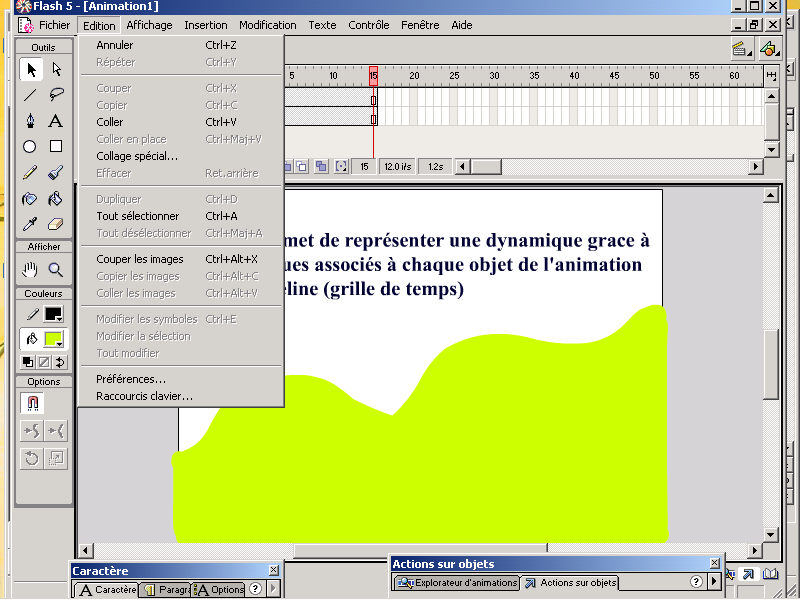 Flash 5 - [Animation1]
Fichier Edition Affichage Insertion Modification Texte Contrôle Fenêtre Aide
Outils
A
Afficher
Couleurs
Options
Annuler Ctrl+Z
Répéter Ctrl+Y
Couper Ctrl+X
Copier Ctrl+C
Coller Ctrl+V
Coller en place Ctrl+Maj+V
Collage spécial...
Effacer Ret.arrière
Dupliquer Ctrl+D
Tout sélectionner Ctrl+A
Tout désélectionner Ctrl+Maj+A
Couper les images Ctrl+Alt+X
Copier les images Ctrl+Alt+C
Coller les images Ctrl+Alt+V
Modifier les symboles Ctrl+E
Modifier la sélection
Tout modifier
Préférences...
Raccourcis clavier...
5 10 15 20 25 30 35 40 45 50 55 60
15 12.0 i/s 1.2s
met de représenter une dynamique grace à
ues associés à chaque objet de l'animation
eline (grille de temps)
Caractère
A Caractère Paragra A Options ?
Actions sur objets
Explorateur d'animations Actions sur objets ?